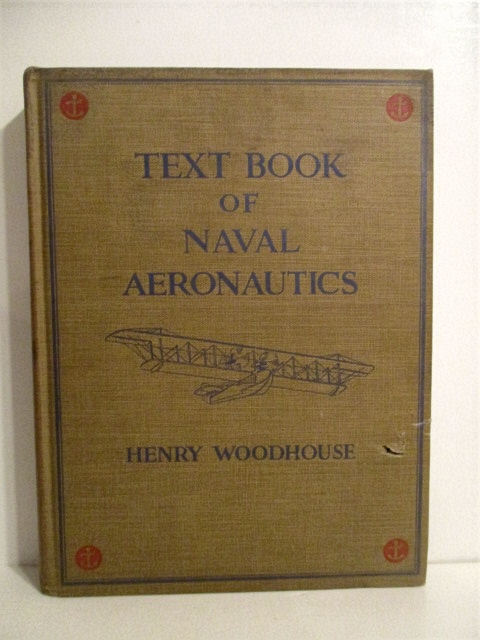 TEXT BOOK
OF
NAVAL
AERONAUTICS
HENRY WOODHOUSE